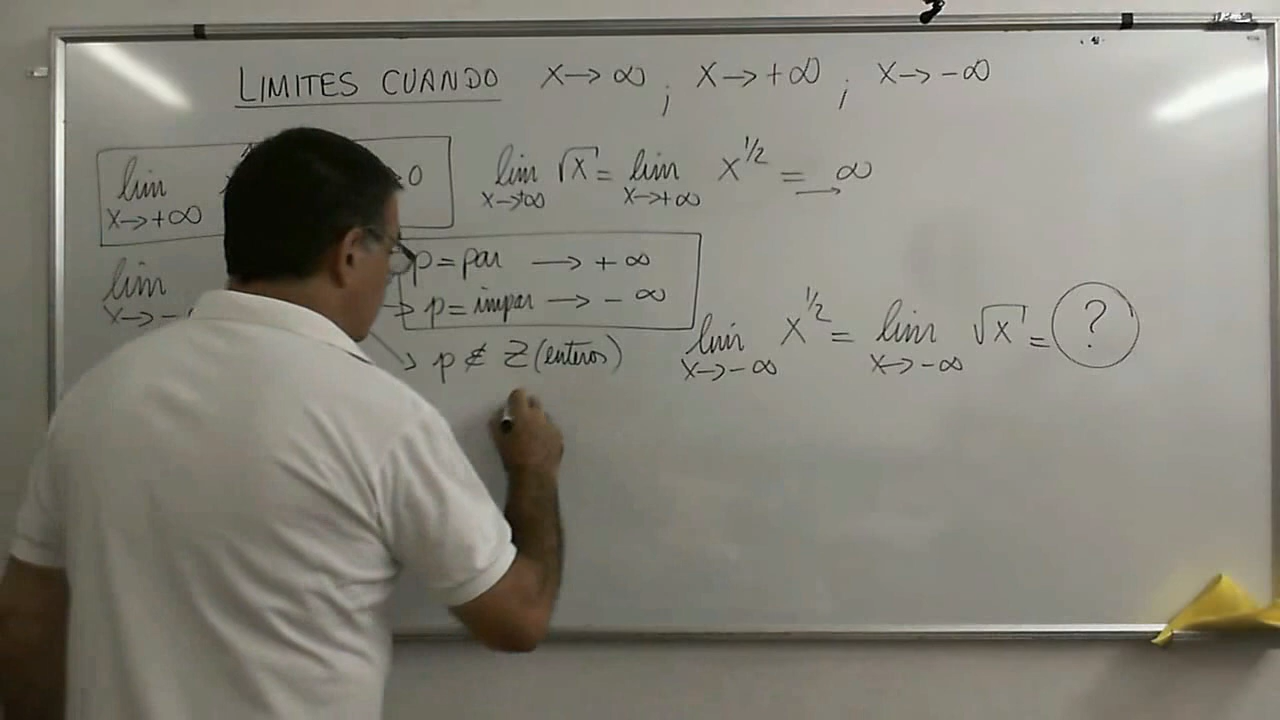 LIMITES CUANDO x→∞ ; x→+∞ ; x→-∞
lim x→+∞ 0
lim x→+∞ √x = lim x→+∞ x^1/2 = ∞
lim x→-
p=par → +∞
→ p=impar → -∞
→ p∉Z(enteros)
lim x→-∞ x^1/2 = lim x→-∞ √x = ?